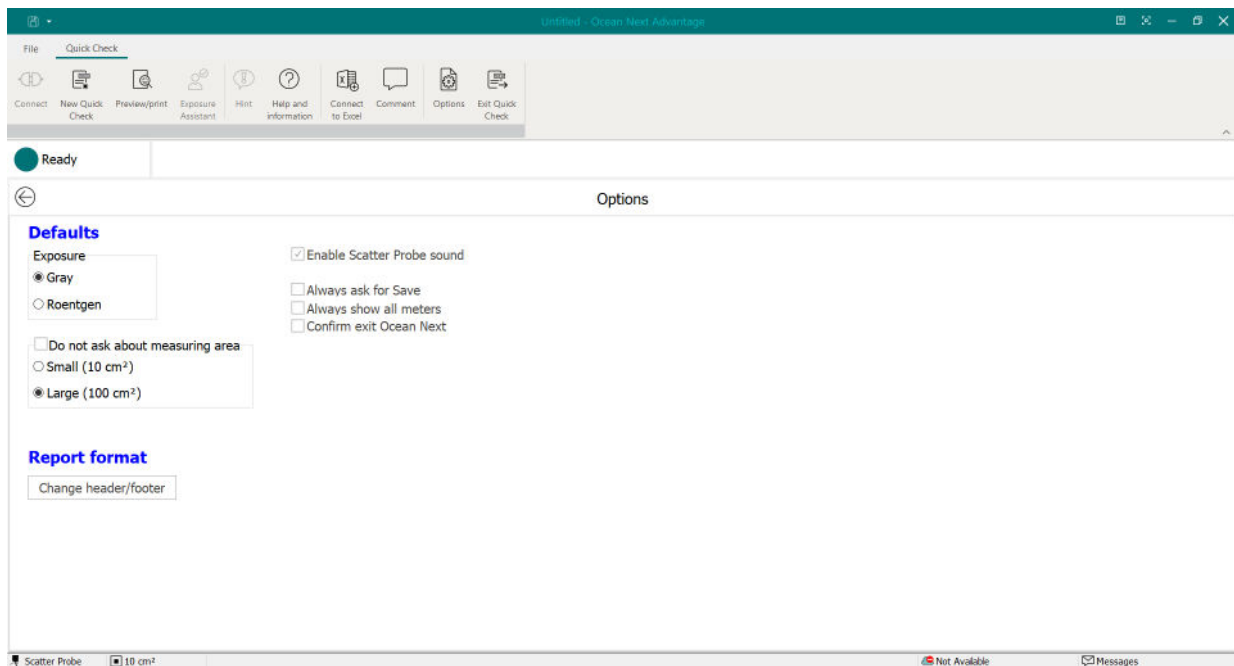 Untitled - Ocean Next Advantage
File Quick Check
Connect New Quick Check Preview/print Exposure Assistant Hint Help and information Connect to Excel Comment Options Exit Quick Check
Ready
Options
Defaults
Exposure
Gray
Roentgen
Do not ask about measuring area
Small (10 cm²)
Large (100 cm²)
Enable Scatter Probe sound
Always ask for Save
Always show all meters
Confirm exit Ocean Next
Report format
Change header/footer
Scatter Probe 10 cm² Not Available Messages